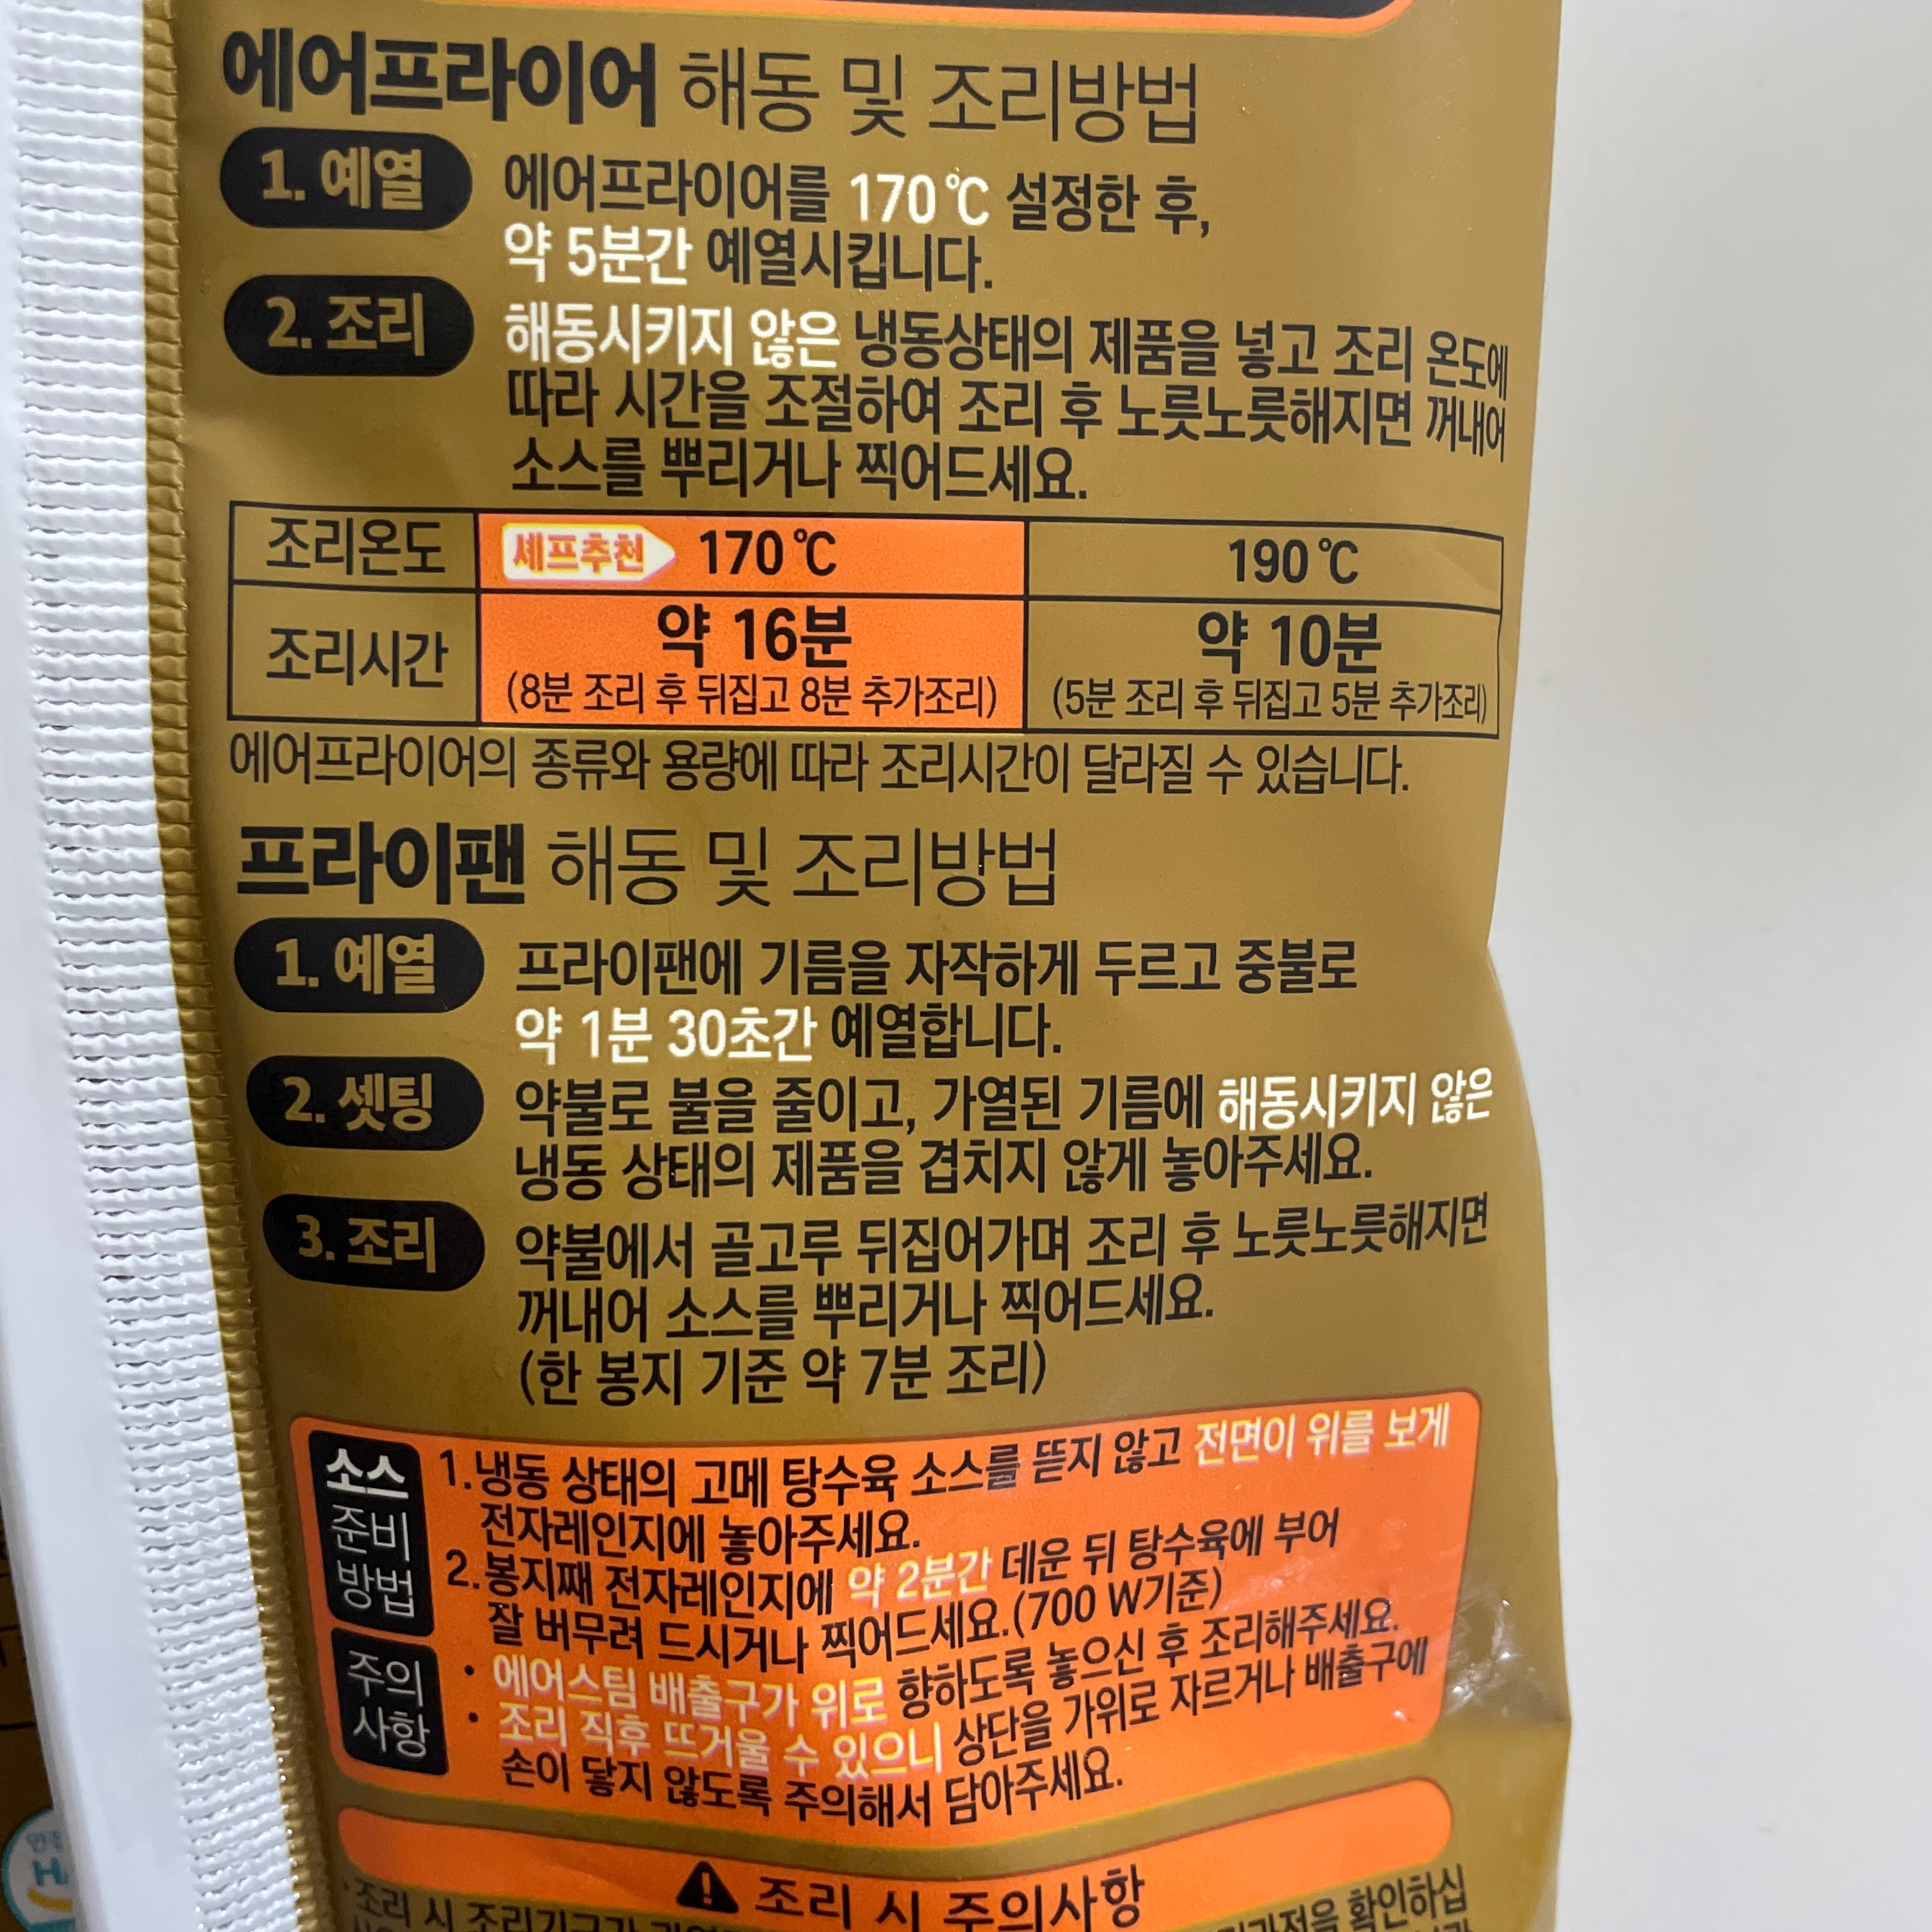 에어프라이어 해동 및 조리방법
1. 예열 에어프라이어를 170℃ 설정한 후,
약 5분간 예열시킵니다.
2. 조리 해동시키지 않은 냉동상태의 제품을 넣고 조리 온도에
따라 시간을 조절하여 조리 후 노릇노릇해지면 꺼내어
소스를 뿌리거나 찍어드세요.
조리온도 셰프추천 170℃ 190℃
조리시간 약 16분 약 10분
(8분 조리 후 뒤집고 8분 추가조리) (5분 조리 후 뒤집고 5분 추가조리)
에어프라이어의 종류와 용량에 따라 조리시간이 달라질 수 있습니다.
프라이팬 해동 및 조리방법
1. 예열 프라이팬에 기름을 자작하게 두르고 중불로
약 1분 30초간 예열합니다.
2. 셋팅 약불로 불을 줄이고, 가열된 기름에 해동시키지 않은
냉동 상태의 제품을 겹치지 않게 놓아주세요.
3. 조리 약불에서 골고루 뒤집어가며 조리 후 노릇노릇해지면
꺼내어 소스를 뿌리거나 찍어드세요.
(한 봉지 기준 약 7분 조리)
소스
준비
방법
1.냉동 상태의 고메 탕수육 소스를 뜯지 않고 전면이 위를 보게
전자레인지에 놓아주세요.
2.봉지째 전자레인지에 약 2분간 데운 뒤 탕수육에 부어
잘 버무려 드시거나 찍어드세요.(700 W기준)
주의
사항
· 에어스팀 배출구가 위로 향하도록 놓으신 후 조리해주세요.
· 조리 직후 뜨거울 수 있으니 상단을 가위로 자르거나 배출구에
손이 닿지 않도록 주의해서 담아주세요.
조리 시 주의사항
·조리 시 조리기구가 확인하십